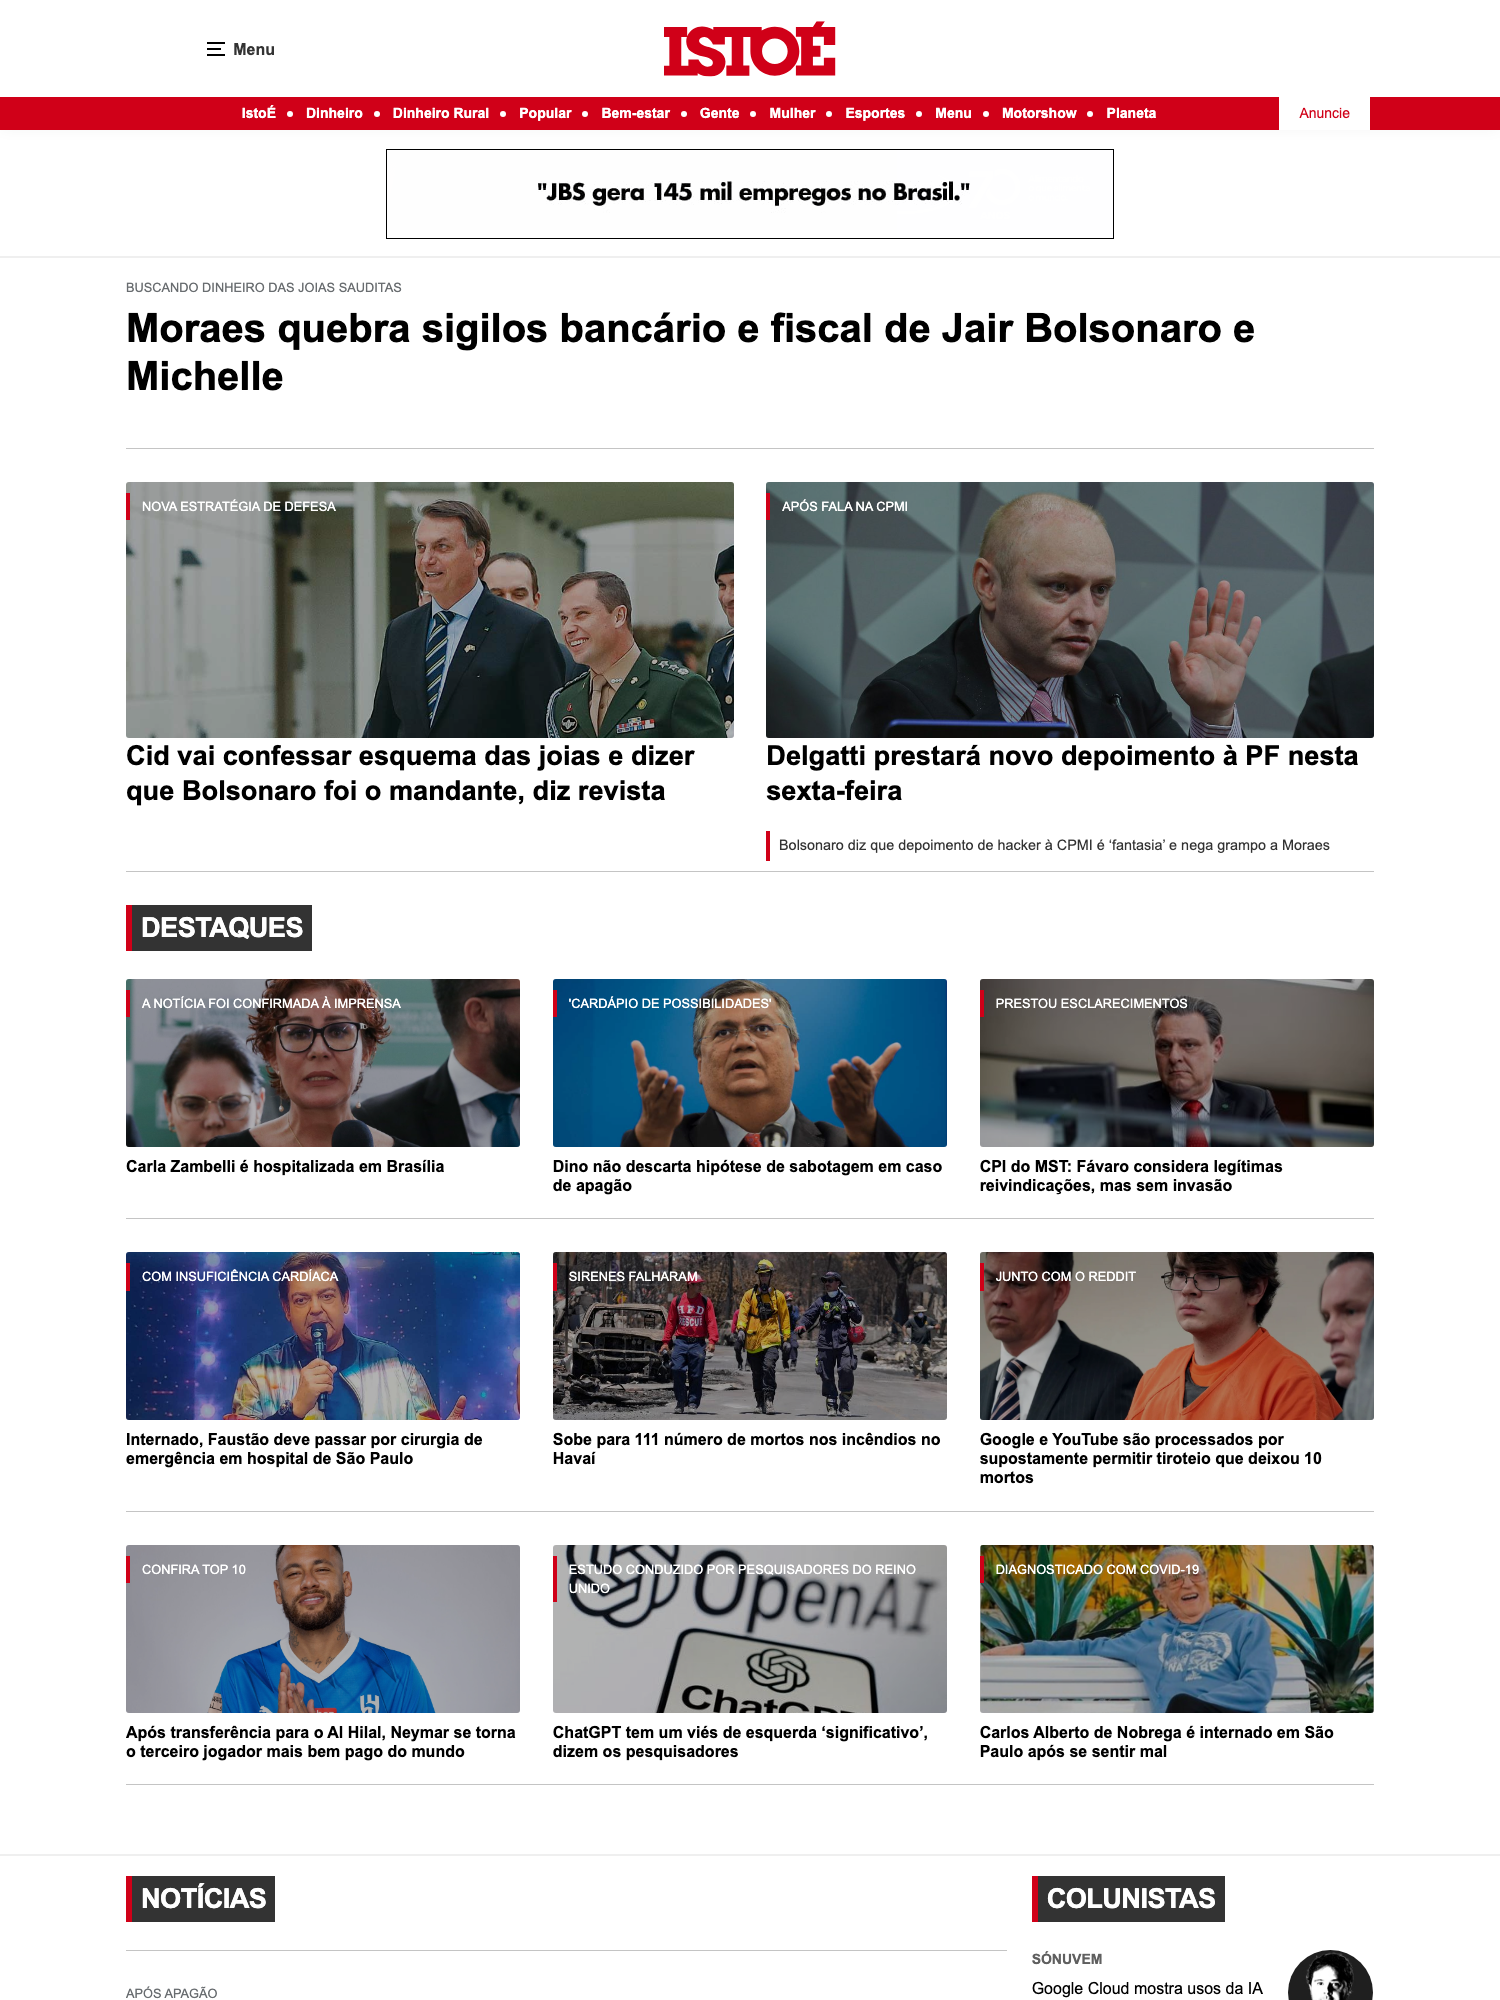 Menu
ISTOÉ
IstoÉ • Dinheiro • Dinheiro Rural • Popular • Bem-estar • Gente • Mulher • Esportes • Menu • Motorshow • Planeta
Anuncie
"JBS gera 145 mil empregos no Brasil."
BUSCANDO DINHEIRO DAS JOIAS SAUDITAS
Moraes quebra sigilos bancário e fiscal de Jair Bolsonaro e
Michelle
NOVA ESTRATÉGIA DE DEFESA
Cid vai confessar esquema das joias e dizer
que Bolsonaro foi o mandante, diz revista
APÓS FALA NA CPMI
Delgatti prestará novo depoimento à PF nesta
sexta-feira
Bolsonaro diz que depoimento de hacker à CPMI é ‘fantasia’ e nega grampo a Moraes
DESTAQUES
A NOTÍCIA FOI CONFIRMADA À IMPRENSA
Carla Zambelli é hospitalizada em Brasília
'CARDÁPIO DE POSSIBILIDADES'
Dino não descarta hipótese de sabotagem em caso
de apagão
PRESTOU ESCLARECIMENTOS
CPI do MST: Fávaro considera legítimas
reivindicações, mas sem invasão
COM INSUFICIÊNCIA CARDÍACA
Internado, Faustão deve passar por cirurgia de
emergência em hospital de São Paulo
SIRENES FALHARAM
HFD
RESCUE
Sobe para 111 número de mortos nos incêndios no
Havaí
JUNTO COM O REDDIT
Google e YouTube são processados por
supostamente permitir tiroteio que deixou 10
mortos
CONFIRA TOP 10
Após transferência para o Al Hilal, Neymar se torna
o terceiro jogador mais bem pago do mundo
ESTUDO CONDUZIDO POR PESQUISADORES DO REINO
UNIDO
OpenAI
ChatGPT
ChatGPT tem um viés de esquerda ‘significativo’,
dizem os pesquisadores
DIAGNOSTICADO COM COVID-19
Carlos Alberto de Nobrega é internado em São
Paulo após se sentir mal
NOTÍCIAS
APÓS APAGÃO
COLUNISTAS
SÓNUVEM
Google Cloud mostra usos da IA